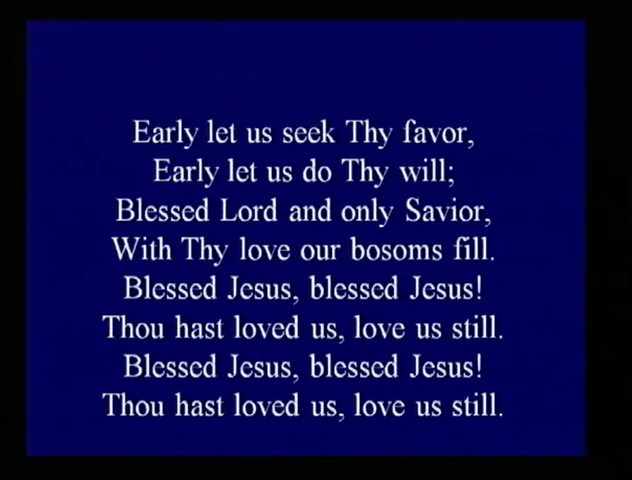 Early let us seek Thy favor,
Early let us do Thy will;
Blessed Lord and only Savior,
With Thy love our bosoms fill.
Blessed Jesus, blessed Jesus!
Thou hast loved us, love us still.
Blessed Jesus, blessed Jesus!
Thou hast loved us, love us still.